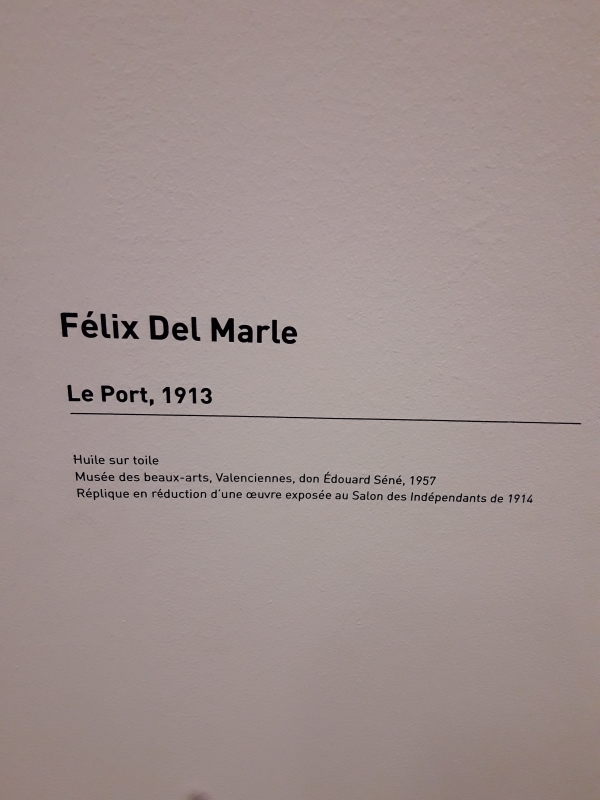 Félix Del Marle
Le Port, 1913
Huile sur toile
Musée des beaux-arts, Valenciennes, don Édouard Séné, 1957
Réplique en réduction d'une œuvre exposée au Salon des Indépendants de 1914